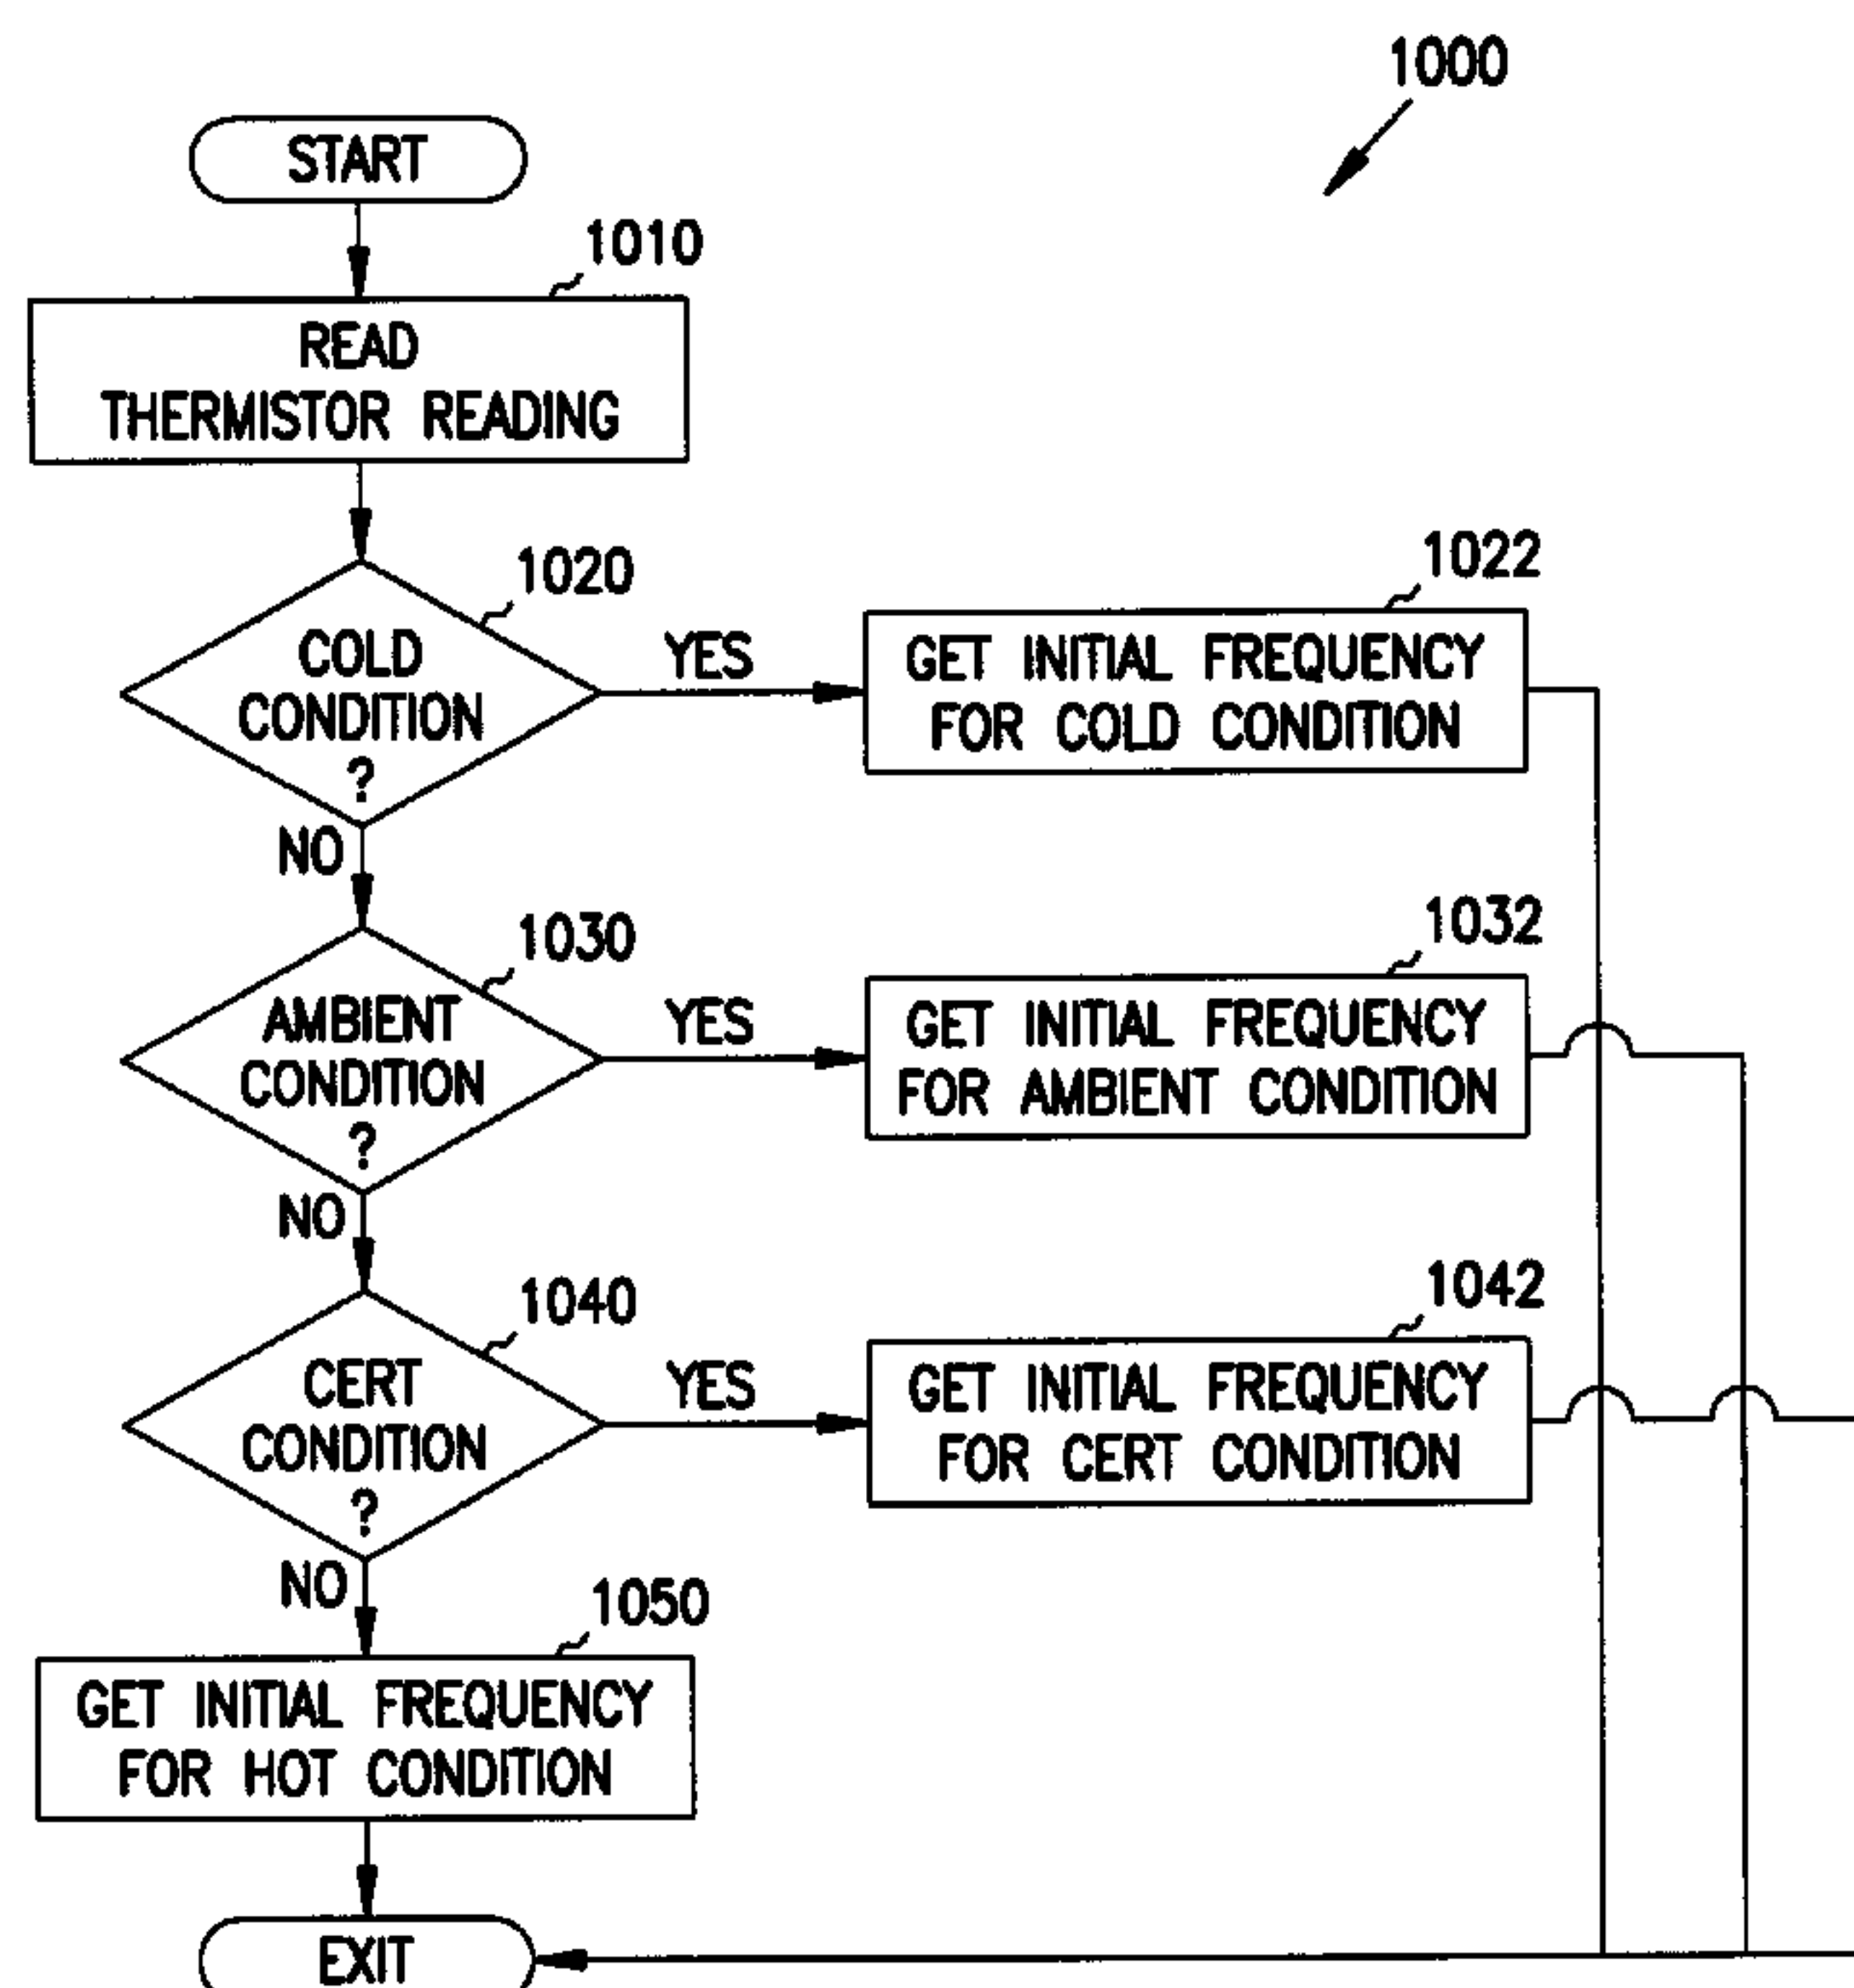 1000
START
1010
READ
THERMISTOR READING
1020
COLD
CONDITION
?
YES
1022
GET INITIAL FREQUENCY
FOR COLD CONDITION
NO
1030
AMBIENT
CONDITION
?
YES
1032
GET INITIAL FREQUENCY
FOR AMBIENT CONDITION
NO
1040
CERT
CONDITION
?
YES
1042
GET INITIAL FREQUENCY
FOR CERT CONDITION
NO
1050
GET INITIAL FREQUENCY
FOR HOT CONDITION
EXIT